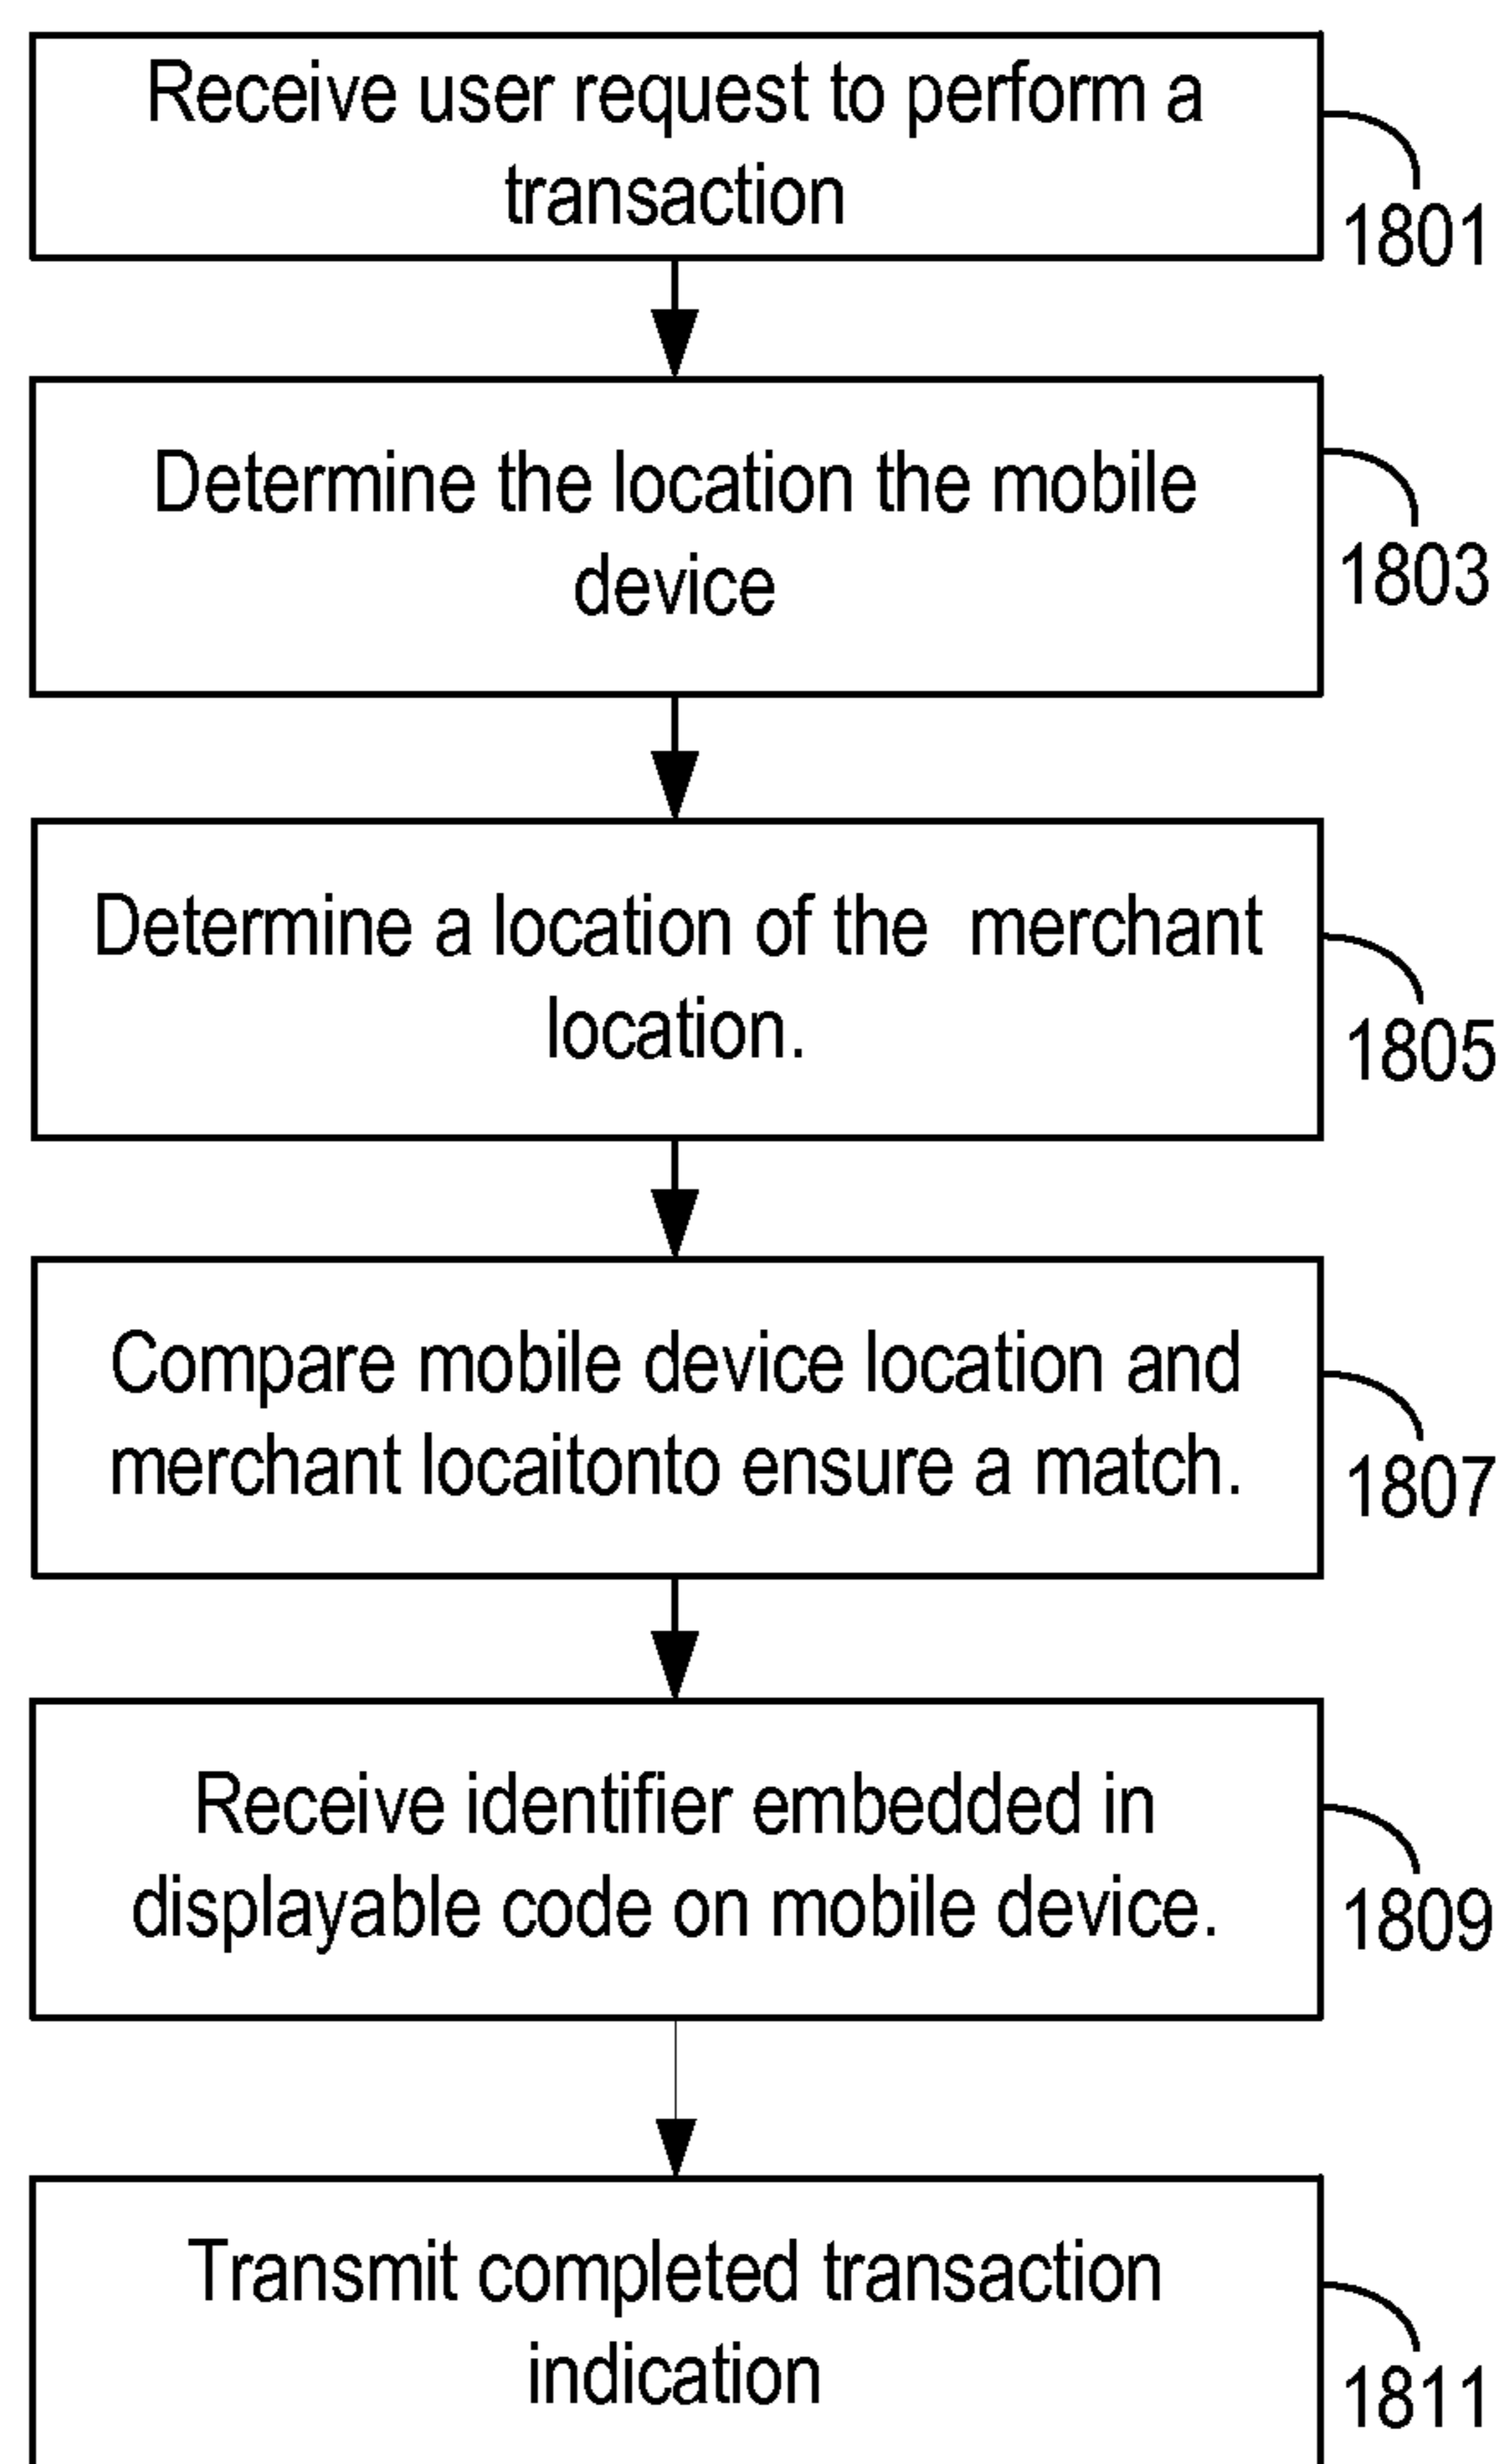 Receive user request to perform a
transaction
1801
Determine the location the mobile
device
1803
Determine a location of the  merchant
location.
1805
Compare mobile device location and
merchant locaitonto ensure a match.
1807
Receive identifier embedded in
displayable code on mobile device.
1809
Transmit completed transaction
indication
1811